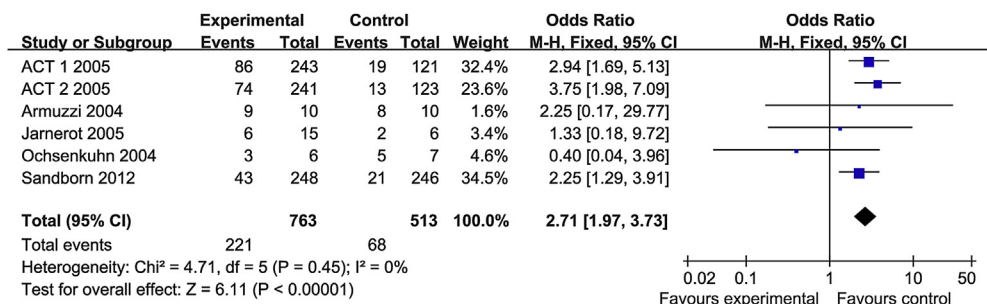 Experimental Control Odds Ratio Odds Ratio
Study or Subgroup Events Total Events Total Weight M-H, Fixed, 95% CI M-H, Fixed, 95% CI
ACT 1 2005 86 243 19 121 32.4% 2.94 [1.69, 5.13]
ACT 2 2005 74 241 13 123 23.6% 3.75 [1.98, 7.09]
Armuzzi 2004 9 10 8 10 1.6% 2.25 [0.17, 29.77]
Jarnerot 2005 6 15 2 6 3.4% 1.33 [0.18, 9.72]
Ochsenkuhn 2004 3 6 5 7 4.6% 0.40 [0.04, 3.96]
Sandborn 2012 43 248 21 246 34.5% 2.25 [1.29, 3.91]
Total (95% CI) 763 513 100.0% 2.71 [1.97, 3.73]
Total events 221 68
Heterogeneity: Chi² = 4.71, df = 5 (P = 0.45); I² = 0%
Test for overall effect: Z = 6.11 (P < 0.00001)
0.02 0.1 1 10 50
Favours experimental Favours control